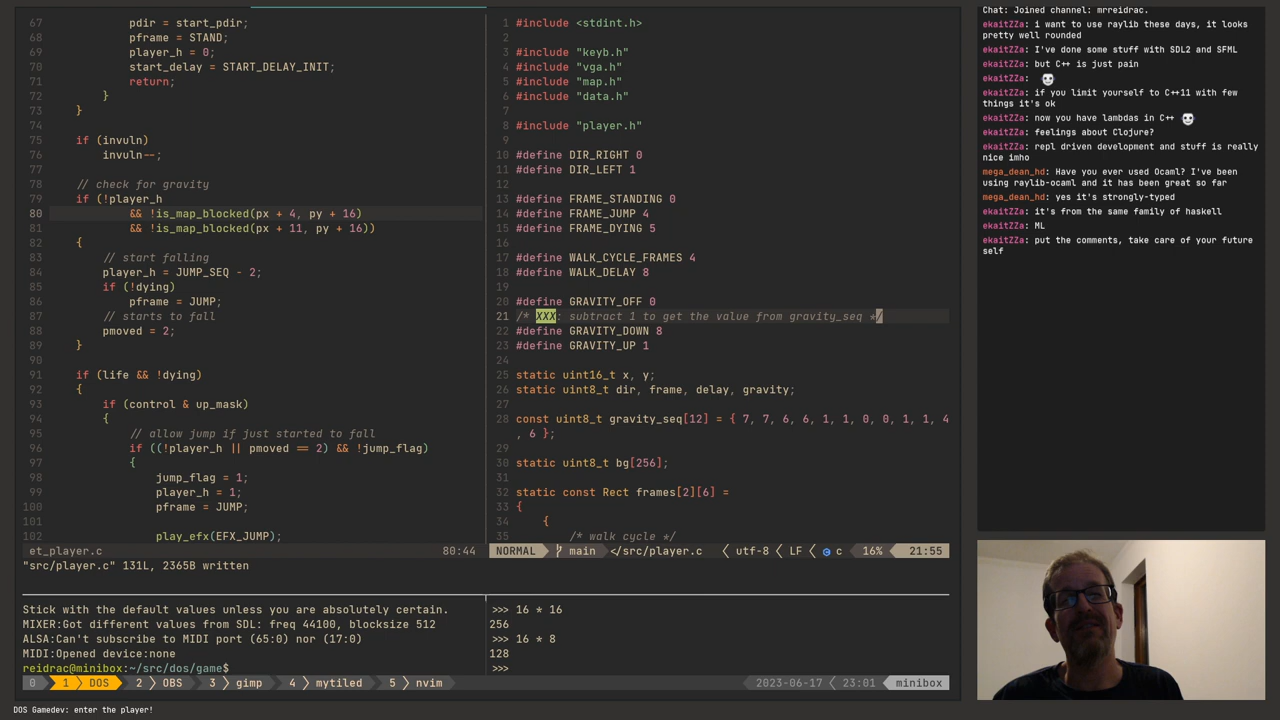 67 pdir = start_pdir;
68 pframe = STAND;
69 player_h = 0;
70 start_delay = START_DELAY_INIT;
71 return;
72 }
73 }
74
75 if (invuln)
76 invuln--;
77
78 // check for gravity
79 if (!player_h
80 && !is_map_blocked(px + 4, py + 16)
81 && !is_map_blocked(px + 11, py + 16))
82 {
83 // start falling
84 player_h = JUMP_SEQ - 2;
85 if (!dying)
86 pframe = JUMP;
87 // starts to fall
88 pmoved = 2;
89 }
90
91 if (life && !dying)
92 {
93 if (control & up_mask)
94 {
95 // allow jump if just started to fall
96 if ((!player_h || pmoved == 2) && !jump_flag)
97 {
98 jump_flag = 1;
99 player_h = 1;
100 pframe = JUMP;
101
102 play_efx(EFX_JUMP);
et_player.c 80:44
"src/player.c" 131L, 2365B written
1 #include <stdint.h>
2
3 #include "keyb.h"
4 #include "vga.h"
5 #include "map.h"
6 #include "data.h"
7
8 #include "player.h"
9
10 #define DIR_RIGHT 0
11 #define DIR_LEFT 1
12
13 #define FRAME_STANDING 0
14 #define FRAME_JUMP 4
15 #define FRAME_DYING 5
16
17 #define WALK_CYCLE_FRAMES 4
18 #define WALK_DELAY 8
19
20 #define GRAVITY_OFF 0
21 /* XXX: subtract 1 to get the value from gravity_seq */
22 #define GRAVITY_DOWN 8
23 #define GRAVITY_UP 1
24
25 static uint16_t x, y;
26 static uint8_t dir, frame, delay, gravity;
27
28 const uint8_t gravity_seq[12] = { 7, 7, 6, 6, 1, 1, 0, 0, 1, 1, 4
, 6 };
29
30 static uint8_t bg[256];
31
32 static const Rect frames[2][6] =
33 {
34 {
35 /* walk cycle */
NORMAL main </src/player.c utf-8 LF c 16% 21:55
Stick with the default values unless you are absolutely certain.
MIXER:Got different values from SDL: freq 44100, blocksize 512
ALSA:Can't subscribe to MIDI port (65:0) nor (17:0)
MIDI:Opened device:none
reidrac@minibox:~/src/dos/game$
>>> 16 * 16
256
>>> 16 * 8
128
>>>
0 1 DOS 2 OBS 3 gimp 4 mytiled 5 nvim 2023-06-17 23:01 minibox
DOS Gamedev: enter the player!
Chat: Joined channel: mrreidrac.
ekaitZZa: i want to use raylib these days, it looks
pretty well rounded
ekaitZZa: I've done some stuff with SDL2 and SFML
ekaitZZa: but C++ is just pain
ekaitZZa:
ekaitZZa: if you limit yourself to C++11 with few
things it's ok
ekaitZZa: now you have lambdas in C++
ekaitZZa: feelings about Clojure?
ekaitZZa: repl driven development and stuff is really
nice imho
mega_dean_hd: Have you ever used Ocaml? I've been
using raylib-ocaml and it has been great so far
mega_dean_hd: yes it's strongly-typed
ekaitZZa: it's from the same family of haskell
ekaitZZa: ML
ekaitZZa: put the comments, take care of your future
self